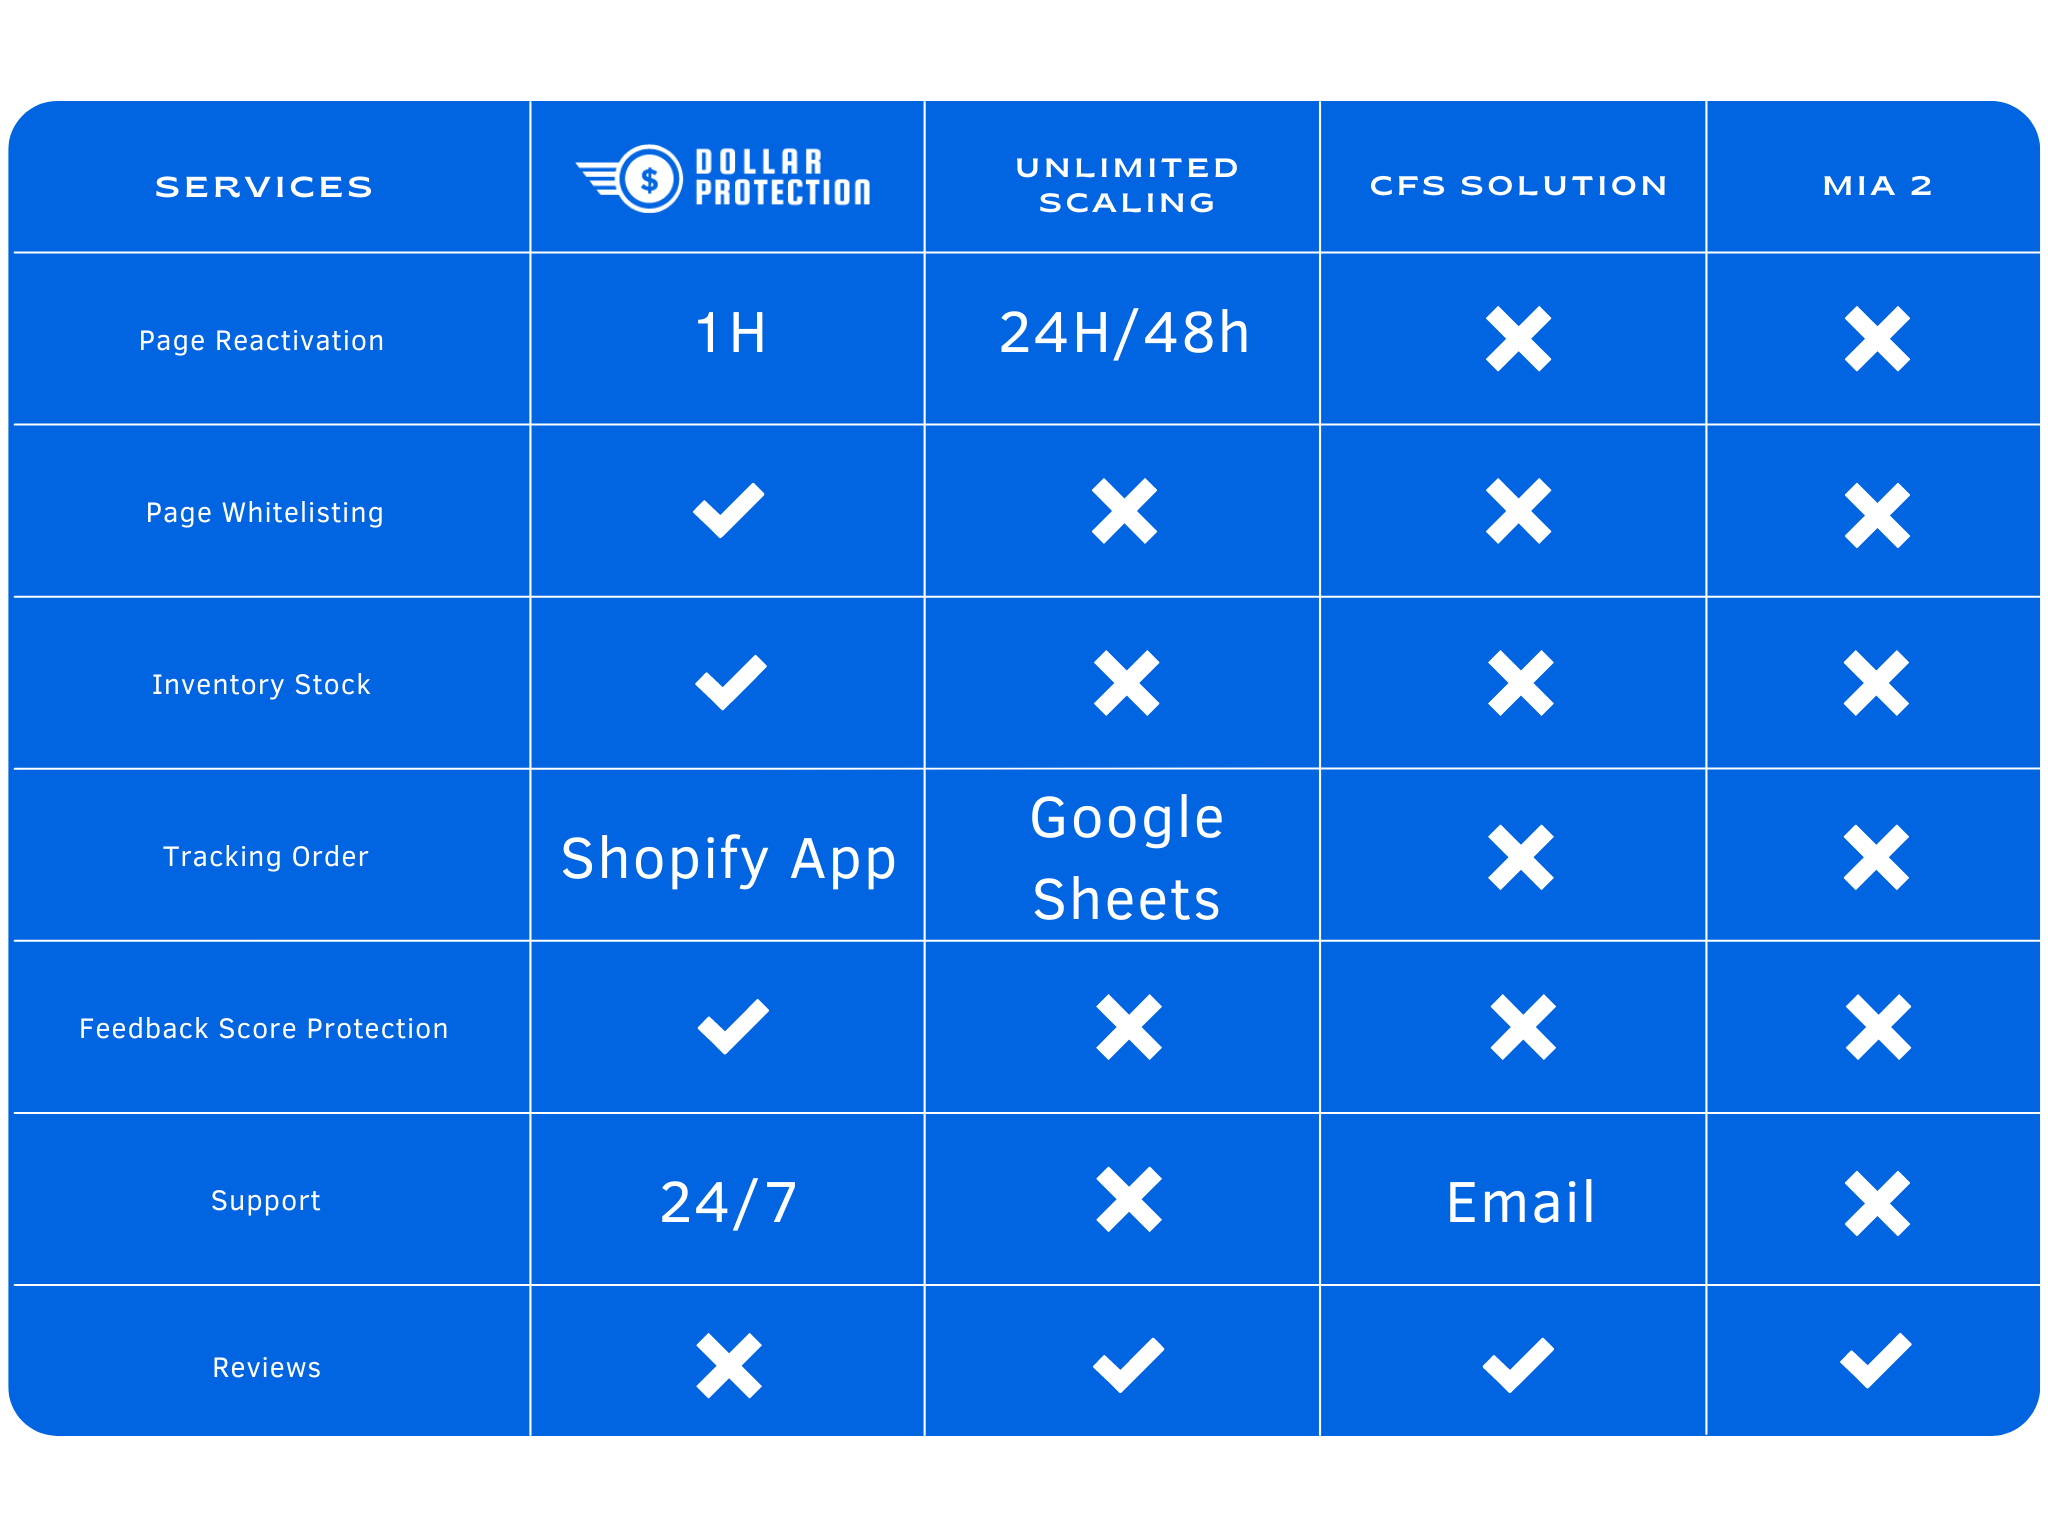 SERVICES
$
DOLLAR
PROTECTION
UNLIMITED
SCALING
CFS SOLUTION
MIA 2
Page Reactivation
1H
24H/48h
Page Whitelisting
Inventory Stock
Tracking Order
Shopify App
Google
Sheets
Feedback Score Protection
Support
24/7
Email
Reviews